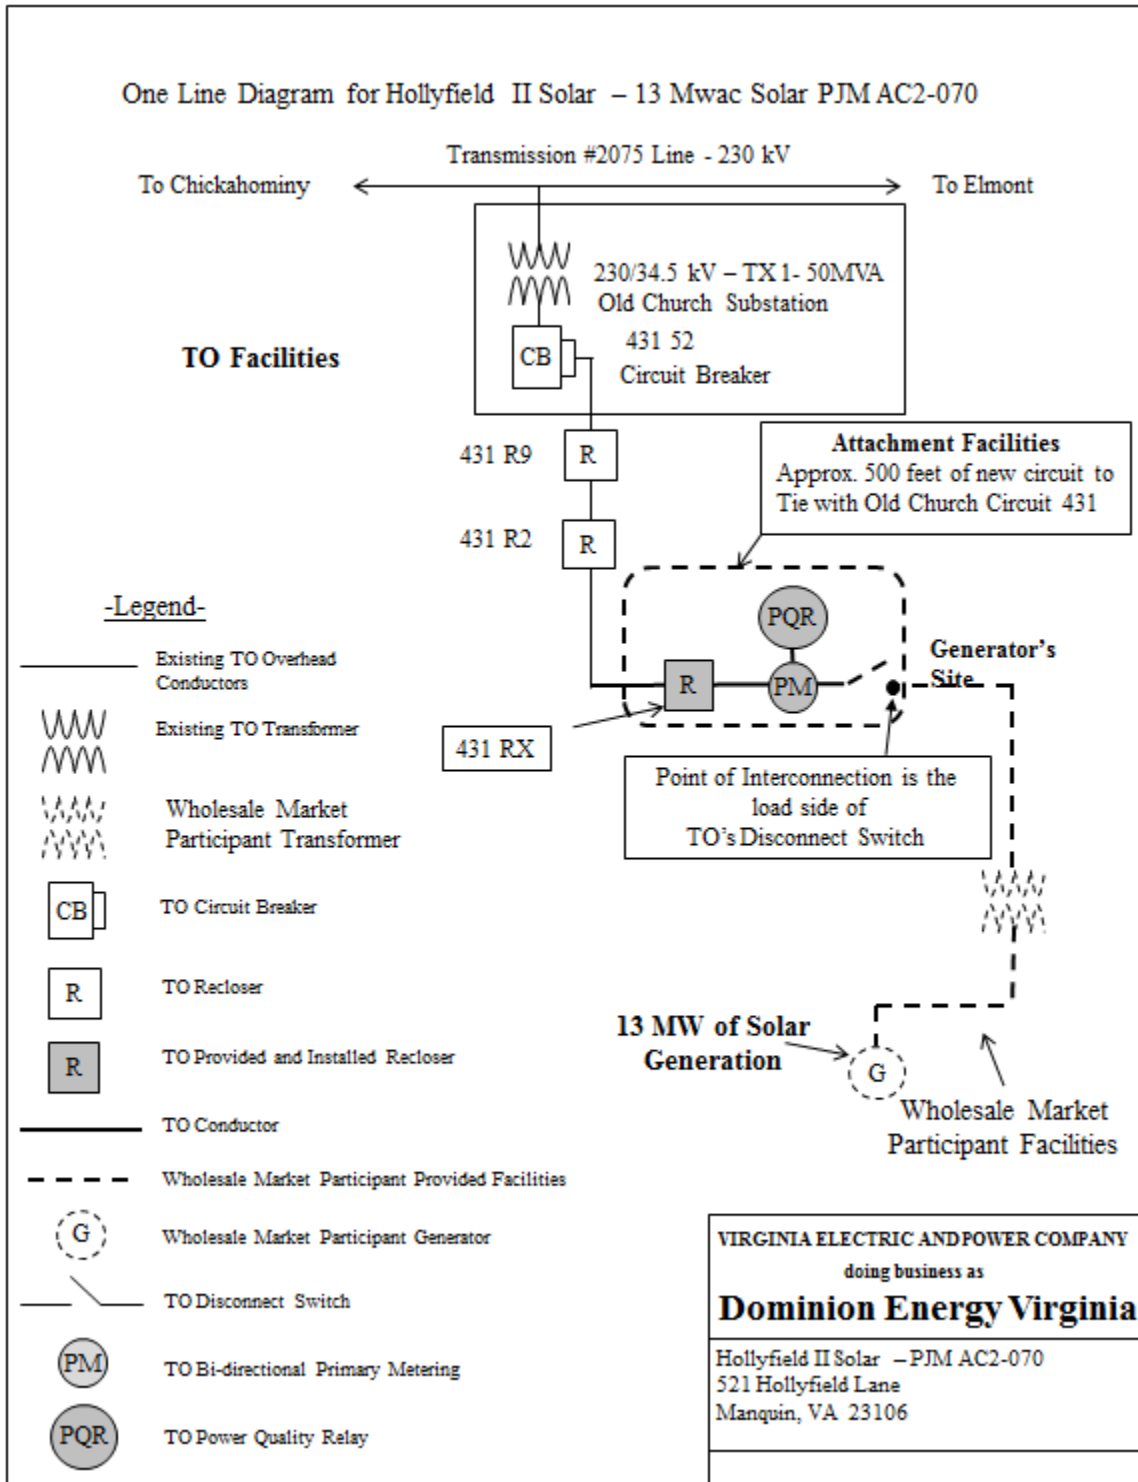 One Line Diagram for Hollyfield II Solar – 13 Mwac Solar PJM AC2-070
Transmission #2075 Line - 230 kV
To Chickahominy
To Elmont
230/34.5 kV – TX 1- 50MVA
Old Church Substation
431 52
Circuit Breaker
CB
TO Facilities
431 R9
R
431 R2
R
Attachment Facilities
Approx. 500 feet of new circuit to
Tie with Old Church Circuit 431
PQR
R
PM
Generator's
Site
431 RX
Point of Interconnection is the
load side of
TO's Disconnect Switch
13 MW of Solar
Generation
G
Wholesale Market
Participant Facilities
-Legend-
Existing TO Overhead
Conductors
Existing TO Transformer
Wholesale Market
Participant Transformer
CB
TO Circuit Breaker
R
TO Recloser
R
TO Provided and Installed Recloser
TO Conductor
Wholesale Market Participant Provided Facilities
G
Wholesale Market Participant Generator
TO Disconnect Switch
PM
TO Bi-directional Primary Metering
PQR
TO Power Quality Relay
VIRGINIA ELECTRIC AND POWER COMPANY
doing business as
Dominion Energy Virginia
Hollyfield II Solar – PJM AC2-070
521 Hollyfield Lane
Manquin, VA 23106